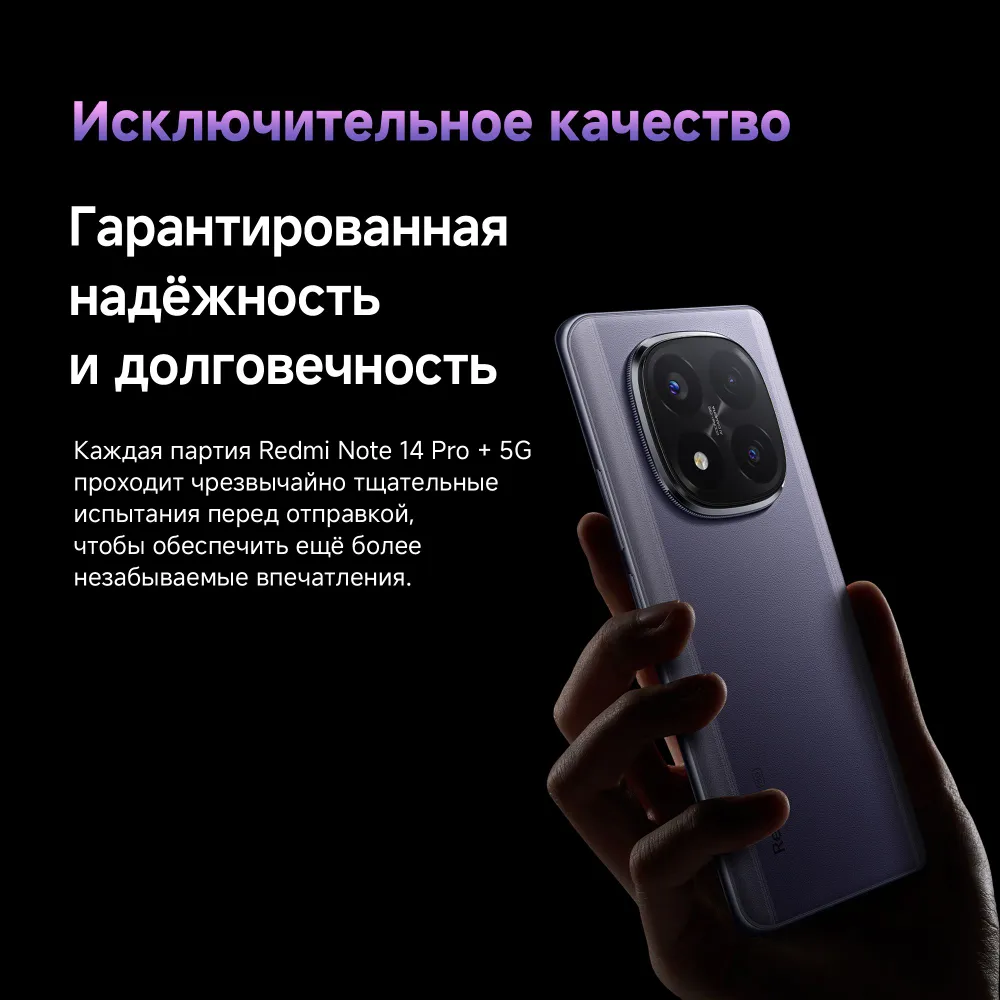 Исключительное качество
Гарантированная
надёжность
и долговечность
Каждая партия Redmi Note 14 Pro + 5G
проходит чрезвычайно тщательные
испытания перед отправкой,
чтобы обеспечить ещё более
незабываемые впечатления.